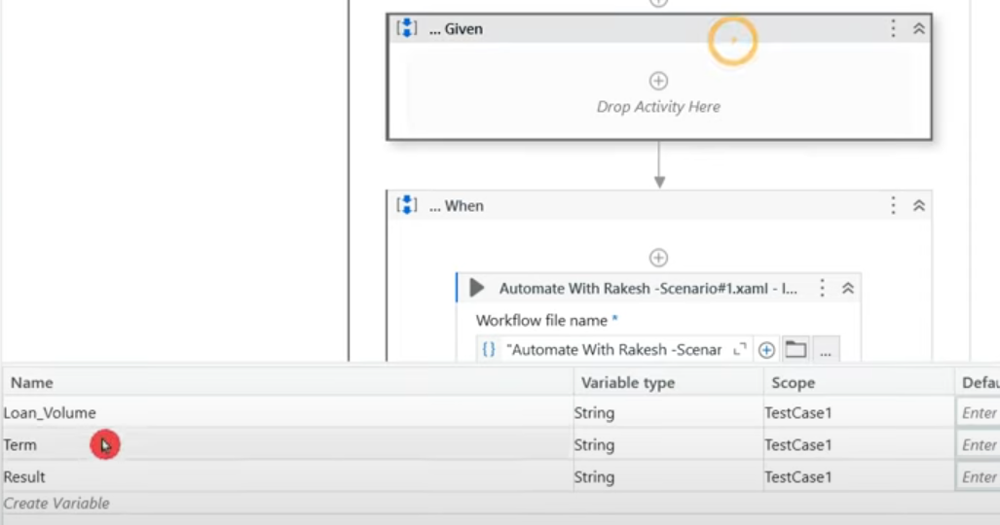 ... Given
Drop Activity Here
... When
Automate With Rakesh -Scenario#1.xaml - I...
Workflow file name *
"Automate With Rakesh -Scenar ...
Name Variable type Scope Defau
Loan_Volume String TestCase1 Enter
Term String TestCase1 Enter
Result String TestCase1 Enter
Create Variable